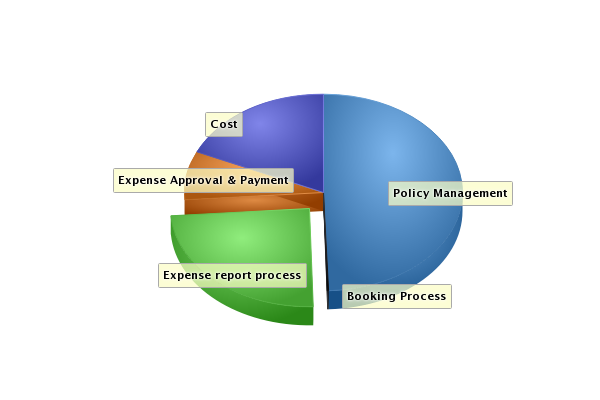 Cost
Expense Approval & Payment
Policy Management
Expense report process
Booking Process